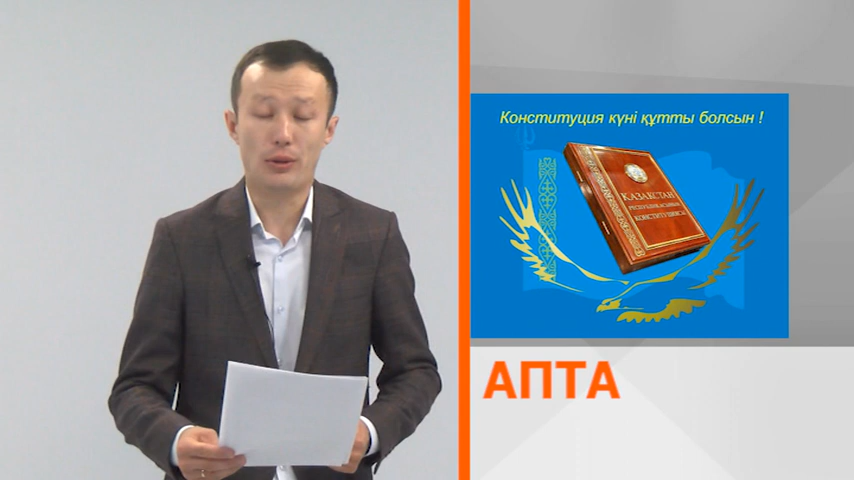 Конституция күні құтты болсын !
ҚАЗАҚСТАН
РЕСПУБЛИКАСЫНЫҢ
КОНСТИТУЦИЯСЫ
АПТА